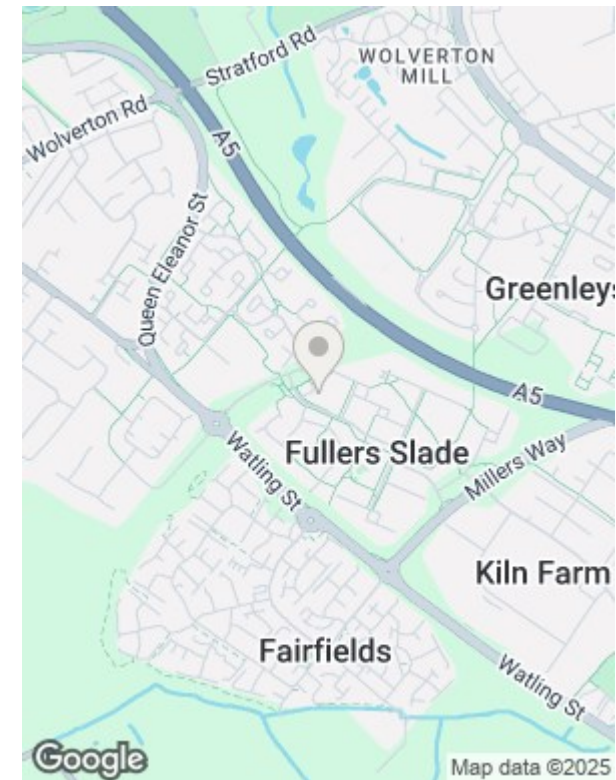 Stratford Rd
WOLVERTON
MILL
Wolverton Rd
A5
Queen Eleanor St
Greenleys
A5
Fullers Slade
Watling St
Millers Way
Kiln Farm
Fairfields
Watling St
Google
Map data ©2025